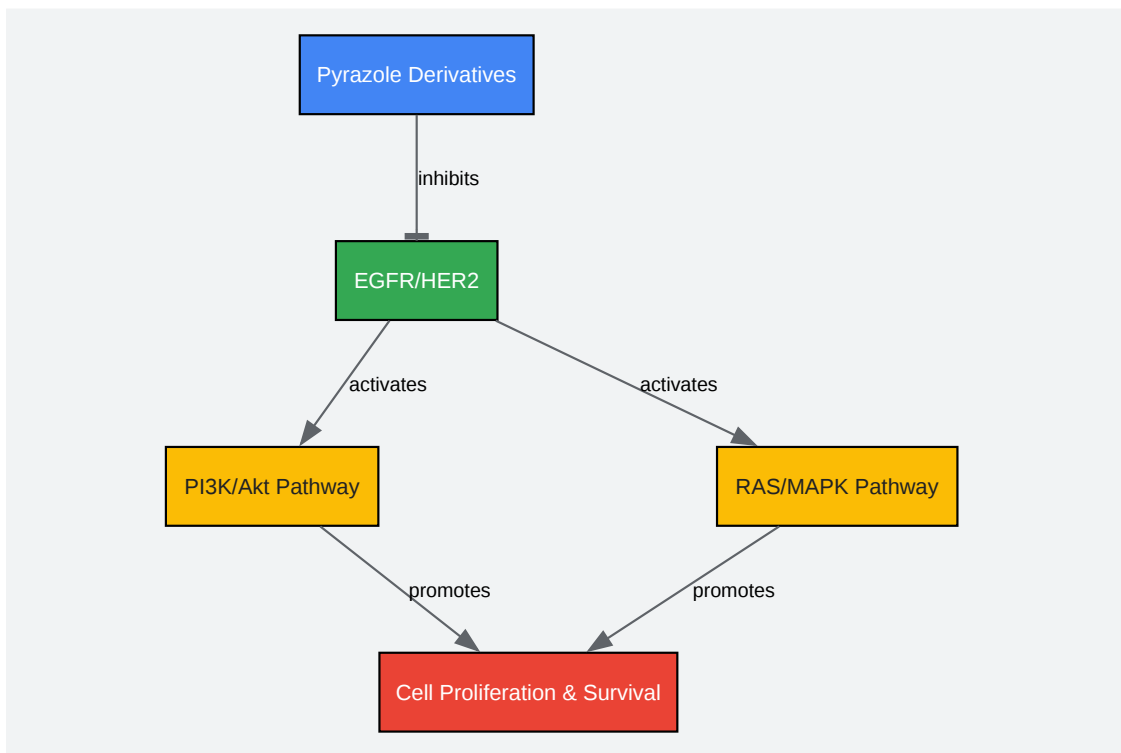 Pyrazole Derivatives
inhibits
EGFR/HER2
activates
activates
PI3K/Akt Pathway
RAS/MAPK Pathway
promotes
promotes
Cell Proliferation & Survival